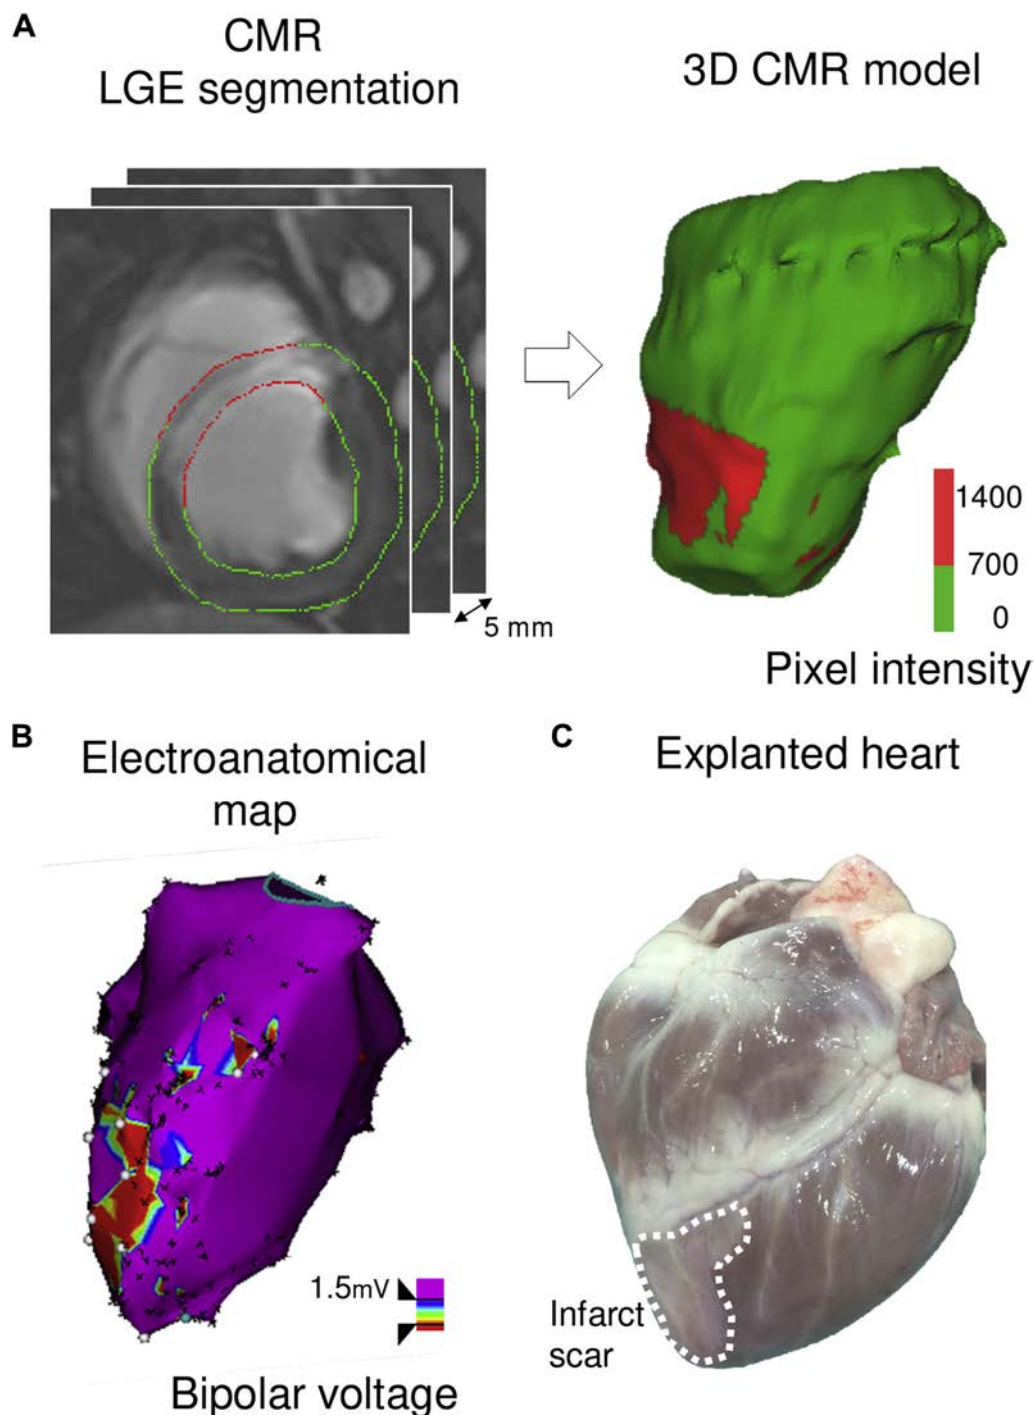 A
CMR
LGE segmentation
3D CMR model
5 mm
1400
700
0
Pixel intensity
B
Electroanatomical
map
1.5mV
Bipolar voltage
C
Explanted heart
Infarct
scar